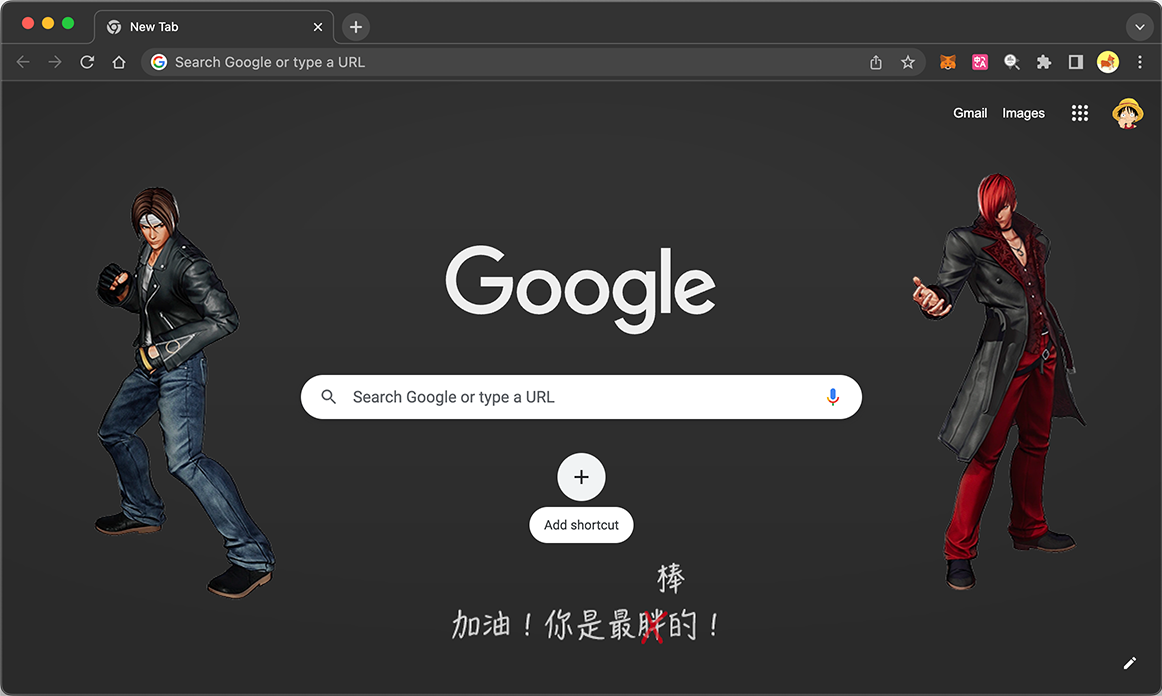 New Tab
Search Google or type a URL
Gmail Images
Google
Search Google or type a URL
Add shortcut
棒
加油！你是最胖的！